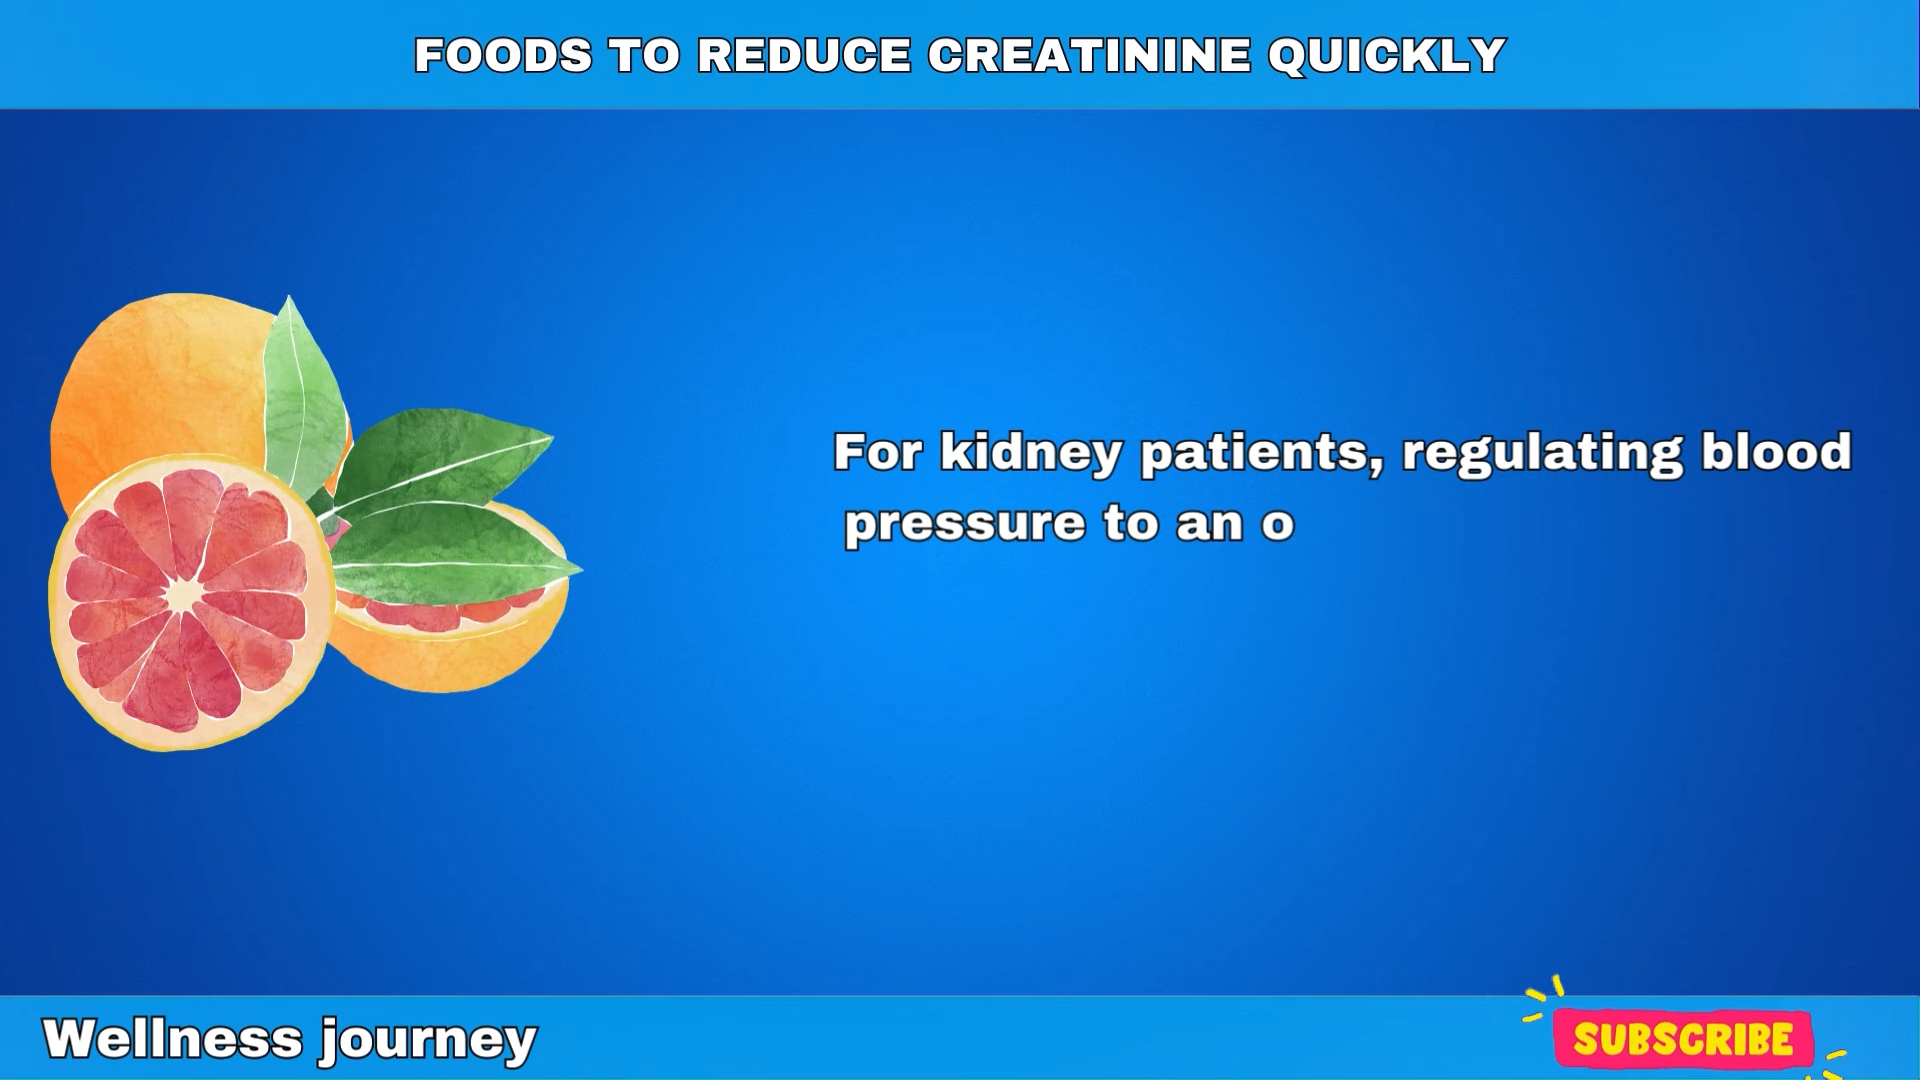 FOODS TO REDUCE CREATININE QUICKLY
For kidney patients, regulating blood
pressure to an o
Wellness journey
SUBSCRIBE